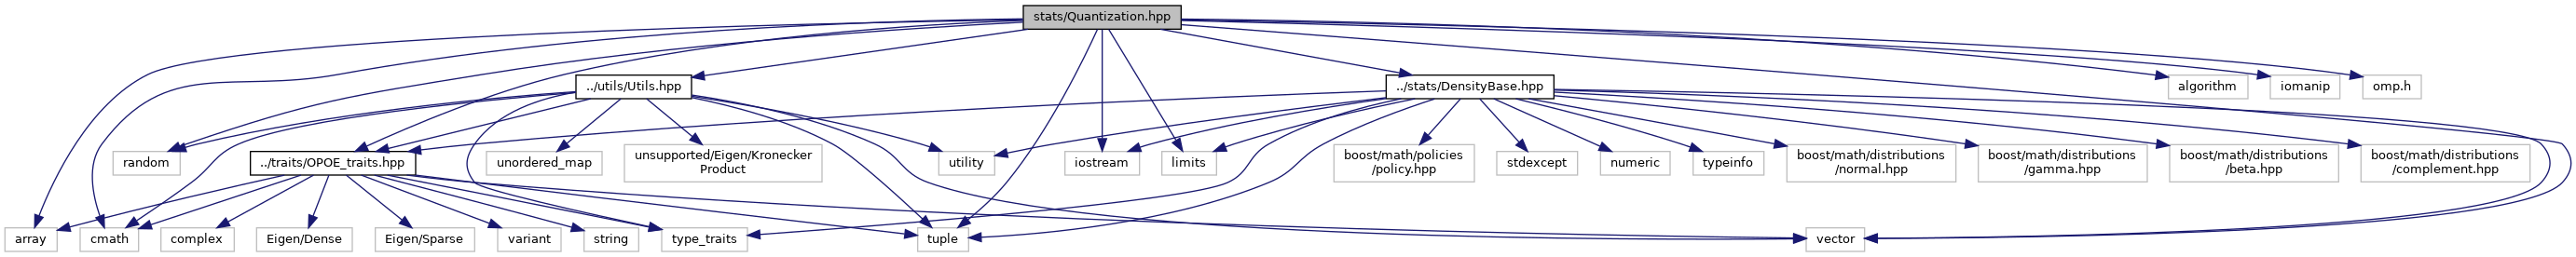 stats/Quantization.hpp
../utils/Utils.hpp
../stats/DensityBase.hpp
algorithm
iomanip
omp.h
random
../traits/OPOE_traits.hpp
unordered_map
unsupported/Eigen/Kronecker
Product
utility
iostream
limits
boost/math/policies
/policy.hpp
stdexcept
numeric
typeinfo
boost/math/distributions
/normal.hpp
boost/math/distributions
/gamma.hpp
boost/math/distributions
/beta.hpp
boost/math/distributions
/complement.hpp
array
cmath
complex
Eigen/Dense
Eigen/Sparse
variant
string
type_traits
tuple
vector